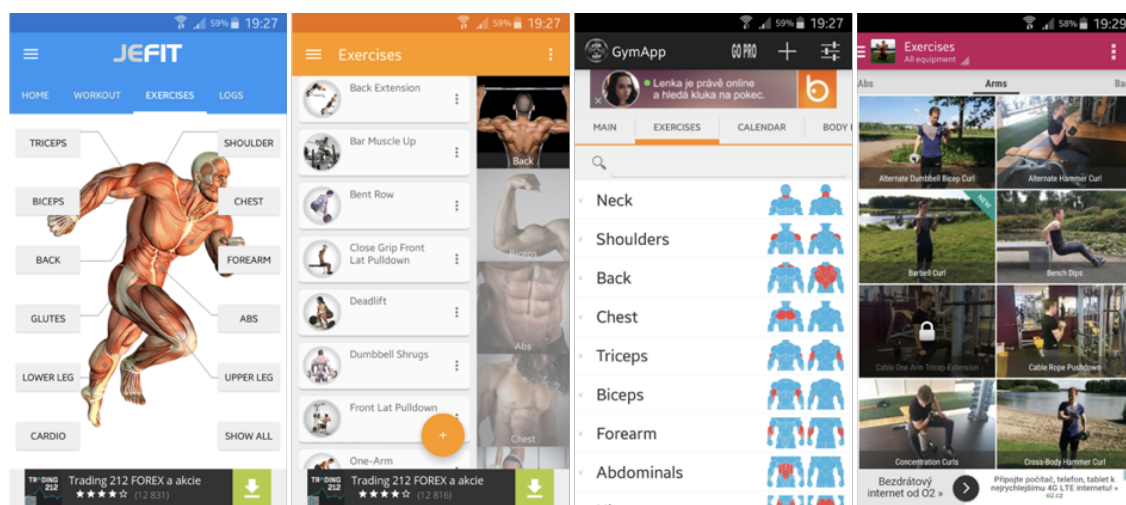 59% 19:27
JEFIT
HOME WORKOUT EXERCISES LOGS
TRICEPS SHOULDER
BICEPS CHEST
BACK FOREARM
GLUTES ABS
LOWER LEG UPPER LEG
CARDIO SHOW ALL
TRADING 212
Trading 212 FOREX a akcie
(12 831)
59% 19:27
Exercises
Back Extension
Bar Muscle Up
Bent Row
Close Grip Front
Lat Pulldown
Deadlift
Dumbbell Shrugs
Front Lat Pulldown
+
One-Arm
Back
Biceps
Abs
Chest
TRADING 212
Trading 212 FOREX a akcie
(12 816)
59% 19:27
GymApp GO PRO
Lenka je právě online
a hledá kluka na pokec.
MAIN EXERCISES CALENDAR BODY
Neck
Shoulders
Back
Chest
Triceps
Biceps
Forearm
Abdominals
58% 19:29
Exercises
All equipment
Abs Arms Ba
Alternate Dumbbell Bicep Curl Alternate Hammer Curl
NEW
Barbell Curl Bench Dips
Cable One Arm Tricep Extension Cable Rope Pushdown
Concentration Curls Cross-Body Hammer Curl
Bezdrátový
internet od O2 »
Připojte počítač, telefon, tablet k
nejrychlejšímu 4G LTE internetu! »
o2.cz